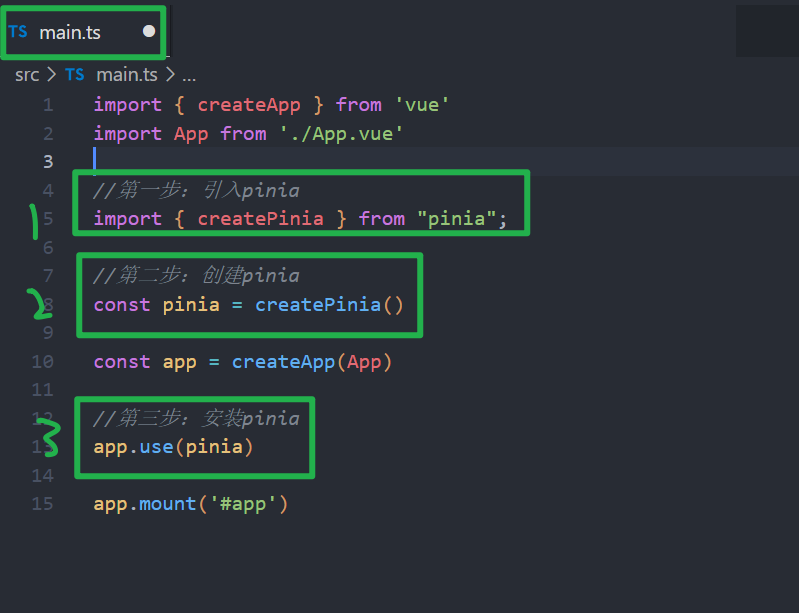 TS main.ts
src > TS main.ts > ...
1 import { createApp } from 'vue'
2 import App from './App.vue'
3
4 //第一步：引入pinia
1
5 import { createPinia } from "pinia";
6
7 //第二步：创建pinia
2
8 const pinia = createPinia()
9
10 const app = createApp(App)
11
12 //第三步：安装pinia
3
13 app.use(pinia)
14
15 app.mount('#app')